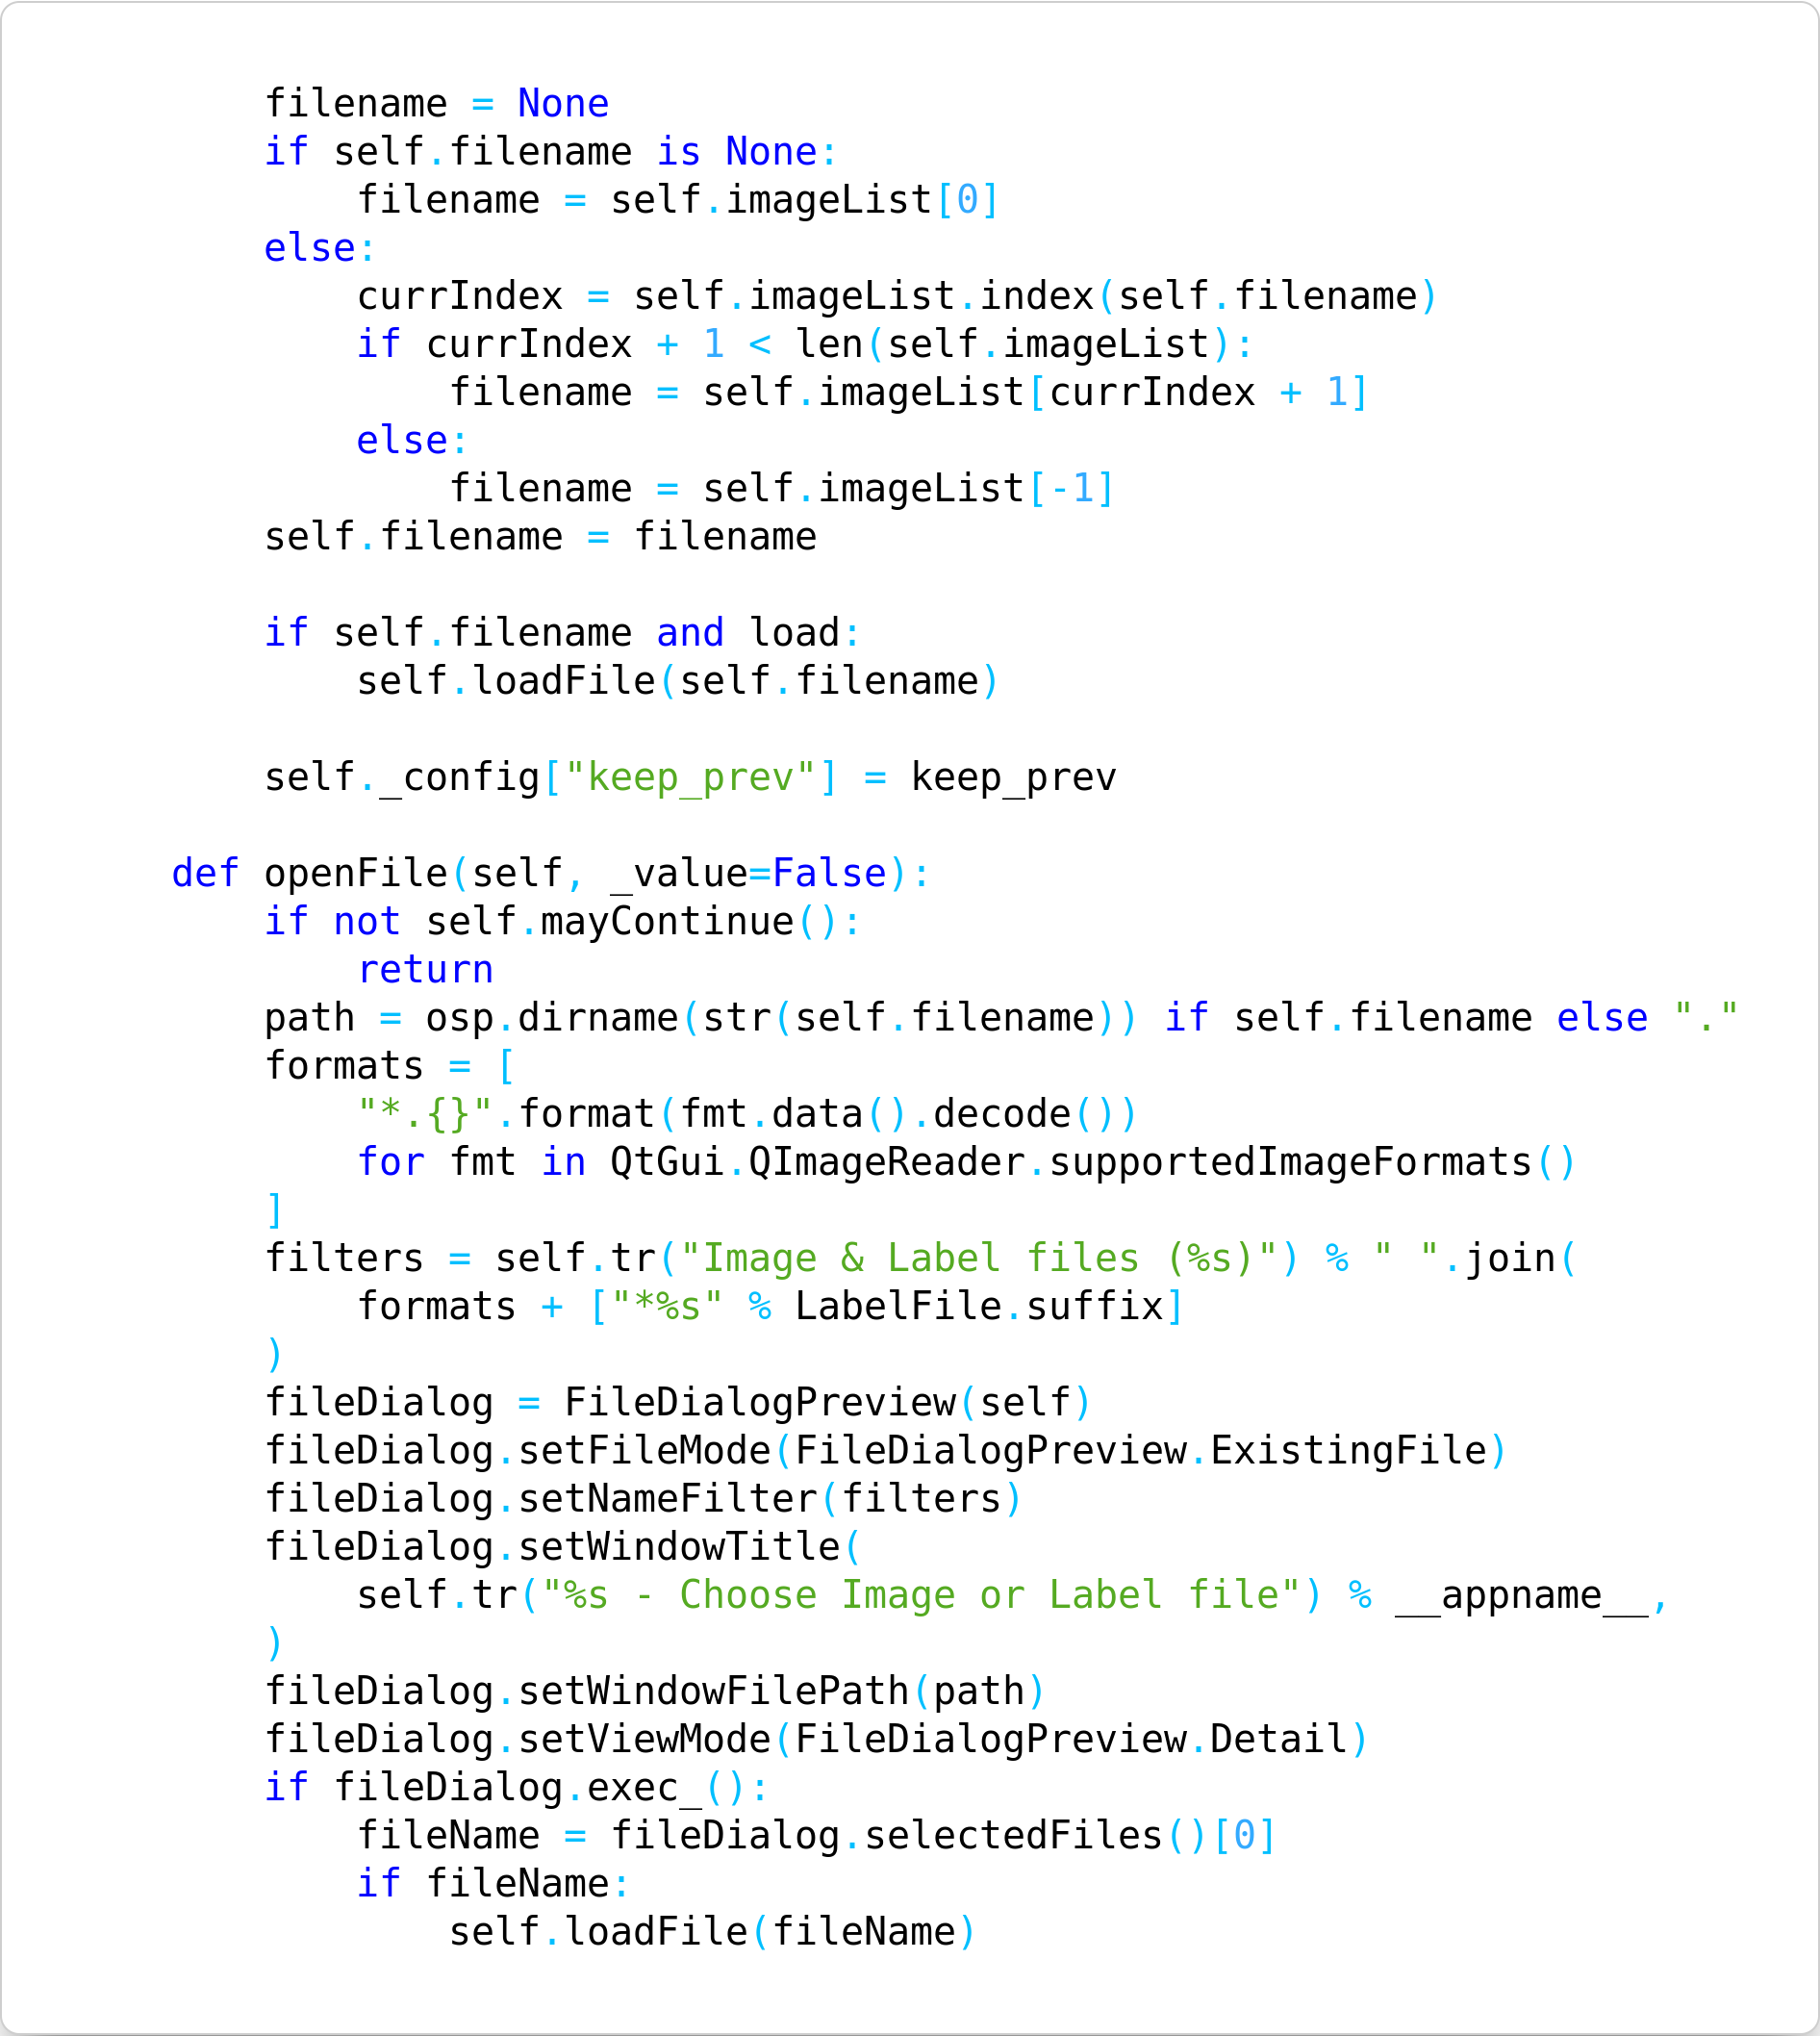 filename = None
        if self.filename is None:
            filename = self.imageList[0]
        else:
            currIndex = self.imageList.index(self.filename)
            if currIndex + 1 < len(self.imageList):
                filename = self.imageList[currIndex + 1]
            else:
                filename = self.imageList[-1]
        self.filename = filename

        if self.filename and load:
            self.loadFile(self.filename)

        self._config["keep_prev"] = keep_prev

    def openFile(self, _value=False):
        if not self.mayContinue():
            return
        path = osp.dirname(str(self.filename)) if self.filename else "."
        formats = [
            "*.{}".format(fmt.data().decode())
            for fmt in QtGui.QImageReader.supportedImageFormats()
        ]
        filters = self.tr("Image & Label files (%s)") % " ".join(
            formats + ["*%s" % LabelFile.suffix]
        )
        fileDialog = FileDialogPreview(self)
        fileDialog.setFileMode(FileDialogPreview.ExistingFile)
        fileDialog.setNameFilter(filters)
        fileDialog.setWindowTitle(
            self.tr("%s - Choose Image or Label file") % __appname__,
        )
        fileDialog.setWindowFilePath(path)
        fileDialog.setViewMode(FileDialogPreview.Detail)
        if fileDialog.exec_():
            fileName = fileDialog.selectedFiles()[0]
            if fileName:
                self.loadFile(fileName)